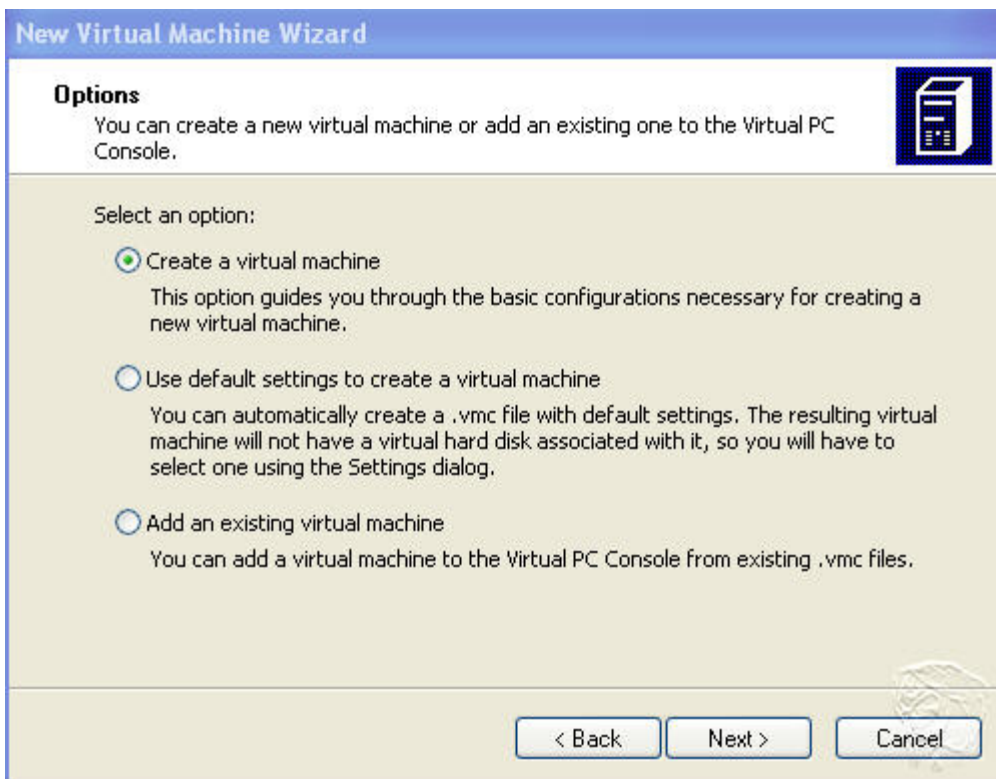 New Virtual Machine Wizard
Options
You can create a new virtual machine or add an existing one to the Virtual PC
Console.
Select an option:
Create a virtual machine
This option guides you through the basic configurations necessary for creating a
new virtual machine.
Use default settings to create a virtual machine
You can automatically create a .vmc file with default settings. The resulting virtual
machine will not have a virtual hard disk associated with it, so you will have to
select one using the Settings dialog.
Add an existing virtual machine
You can add a virtual machine to the Virtual PC Console from existing .vmc files.
< Back
Next >
Cancel